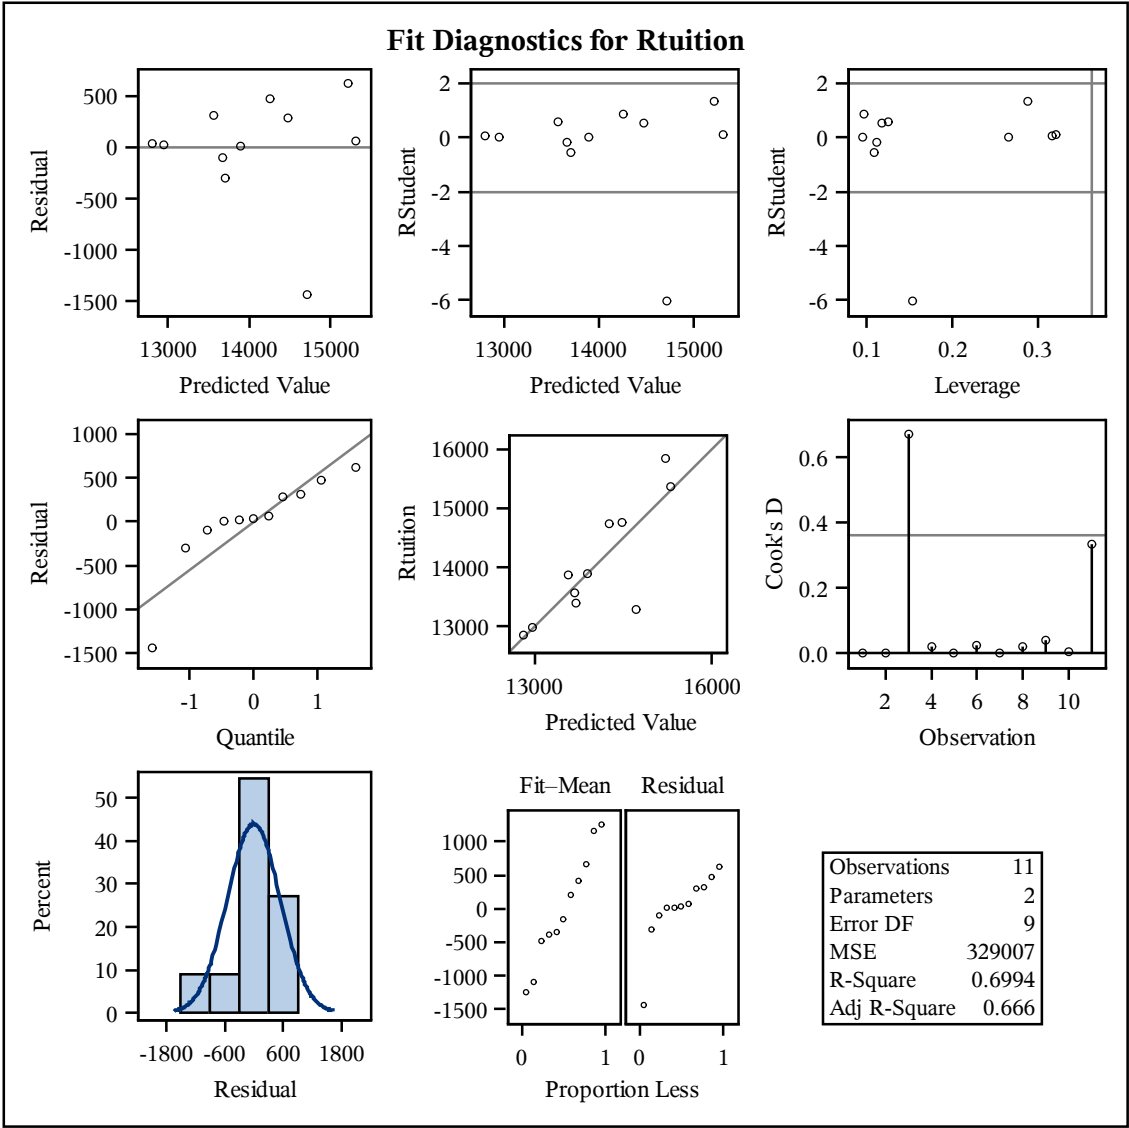 Fit Diagnostics for Rtuition
500
0
-500
-1000
-1500
Residual
13000 14000 15000
Predicted Value
2
0
-2
-4
-6
RStudent
13000 14000 15000
Predicted Value
2
0
-2
-4
-6
RStudent
0.1 0.2 0.3
Leverage
1000
500
0
-500
-1000
-1500
Residual
-1 0 1
Quantile
16000
15000
14000
13000
Rtuition
13000 16000
Predicted Value
0.6
0.4
0.2
0.0
Cook's D
2 4 6 8 10
Observation
50
40
30
20
10
0
Percent
-1800 -600 600 1800
Residual
Fit–Mean Residual
1000
500
0
-500
-1000
-1500
0 1 0 1
Proportion Less
Observations 11
Parameters 2
Error DF 9
MSE 329007
R-Square 0.6994
Adj R-Square 0.666